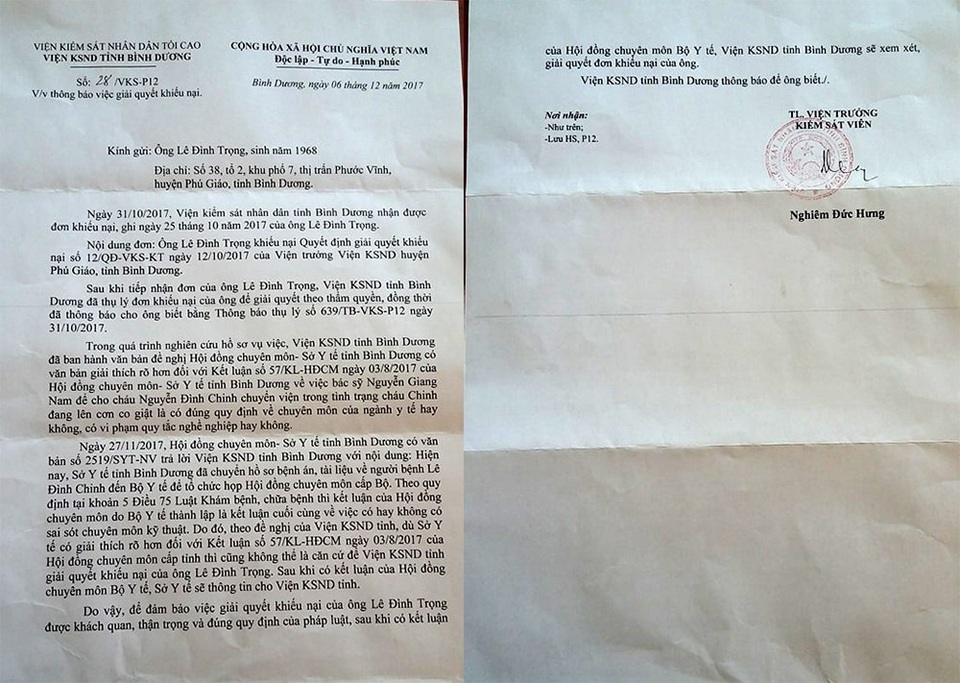 VIỆN KIỂM SÁT NHÂN DÂN TỐI CAO
VIỆN KSND TỈNH BÌNH DƯƠNG
Số: 28 /VKS-P12
V/v thông báo việc giải quyết khiếu nại.
CỘNG HÒA XÃ HỘI CHỦ NGHĨA VIỆT NAM
Độc lập - Tự do - Hạnh phúc
Bình Dương, ngày 06 tháng 12 năm 2017
Kính gửi: Ông Lê Đình Trọng, sinh năm 1968
Địa chỉ: Số 38, tổ 2, khu phố 7, thị trấn Phước Vĩnh,
huyện Phú Giáo, tỉnh Bình Dương.
Ngày 31/10/2017, Viện kiểm sát nhân dân tỉnh Bình Dương nhận được
đơn khiếu nại, ghi ngày 25 tháng 10 năm 2017 của ông Lê Đình Trọng.
Nội dung đơn: Ông Lê Đình Trọng khiếu nại Quyết định giải quyết khiếu
nại số 12/QĐ-VKS-KT ngày 12/10/2017 của Viện trưởng Viện KSND huyện
Phú Giáo, tỉnh Bình Dương.
Sau khi tiếp nhận đơn của ông Lê Đình Trọng, Viện KSND tỉnh Bình
Dương đã thụ lý đơn khiếu nại của ông để giải quyết theo thẩm quyền, đồng thời
đã thông báo cho ông biết bằng Thông báo thụ lý số 639/TB-VKS-P12 ngày
31/10/2017.
Trong quá trình nghiên cứu hồ sơ vụ việc, Viện KSND tỉnh Bình Dương
đã ban hành văn bản đề nghị Hội đồng chuyên môn- Sở Y tế tỉnh Bình Dương có
văn bản giải thích rõ hơn đối với Kết luận số 57/KL-HĐCM ngày 03/8/2017 của
Hội đồng chuyên môn- Sở Y tế tỉnh Bình Dương về việc bác sỹ Nguyễn Giang
Nam để cho cháu Nguyễn Đình Chinh chuyển viện trong tình trạng cháu Chinh
đang lên cơn co giật là có đúng quy định về chuyên môn của ngành y tế hay
không, có vi phạm quy tắc nghề nghiệp hay không.
Ngày 27/11/2017, Hội đồng chuyên môn- Sở Y tế tỉnh Bình Dương có văn
bản số 2519/SYT-NV trả lời Viện KSND tỉnh Bình Dương với nội dung: Hiện
nay, Sở Y tế tỉnh Bình Dương đã chuyển hồ sơ bệnh án, tài liệu về người bệnh Lê
Đình Chinh đến Bộ Y tế để tổ chức họp Hội đồng chuyên môn cấp Bộ. Theo quy
định tại khoản 5 Điều 75 Luật Khám bệnh, chữa bệnh thì kết luận của Hội đồng
chuyên môn do Bộ Y tế thành lập là kết luận cuối cùng về việc có hay không có
sai sót chuyên môn kỹ thuật. Do đó, theo đề nghị của Viện KSND tỉnh, dù Sở Y
tế có giải thích rõ hơn đối với Kết luận số 57/KL-HĐCM ngày 03/8/2017 của
Hội đồng chuyên môn cấp tỉnh thì cũng không thể là căn cứ để Viện KSND tỉnh
giải quyết khiếu nại của ông Lê Đình Trọng. Sau khi có kết luận của Hội đồng
chuyên môn Bộ Y tế, Sở Y tế sẽ thông tin cho Viện KSND tỉnh.
Do vậy, để đảm bảo việc giải quyết khiếu nại của ông Lê Đình Trọng
được khách quan, thận trọng và đúng quy định của pháp luật, sau khi có kết luận
của Hội đồng chuyên môn Bộ Y tế, Viện KSND tỉnh Bình Dương sẽ xem xét,
giải quyết đơn khiếu nại của ông.
Viện KSND tỉnh Bình Dương thông báo để ông biết./.
Nơi nhận:
-Như trên;
-Lưu HS, P12.
TL. VIỆN TRƯỞNG
KIỂM SÁT VIÊN
Nghiêm Đức Hưng